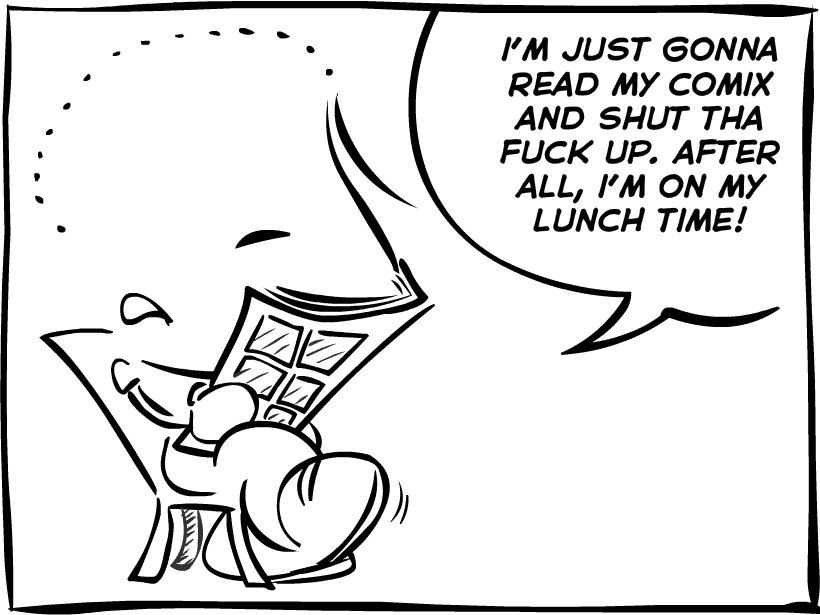 I'M JUST GONNA
READ MY COMIX
AND SHUT THA
FUCK UP. AFTER
ALL, I'M ON MY
LUNCH TIME!